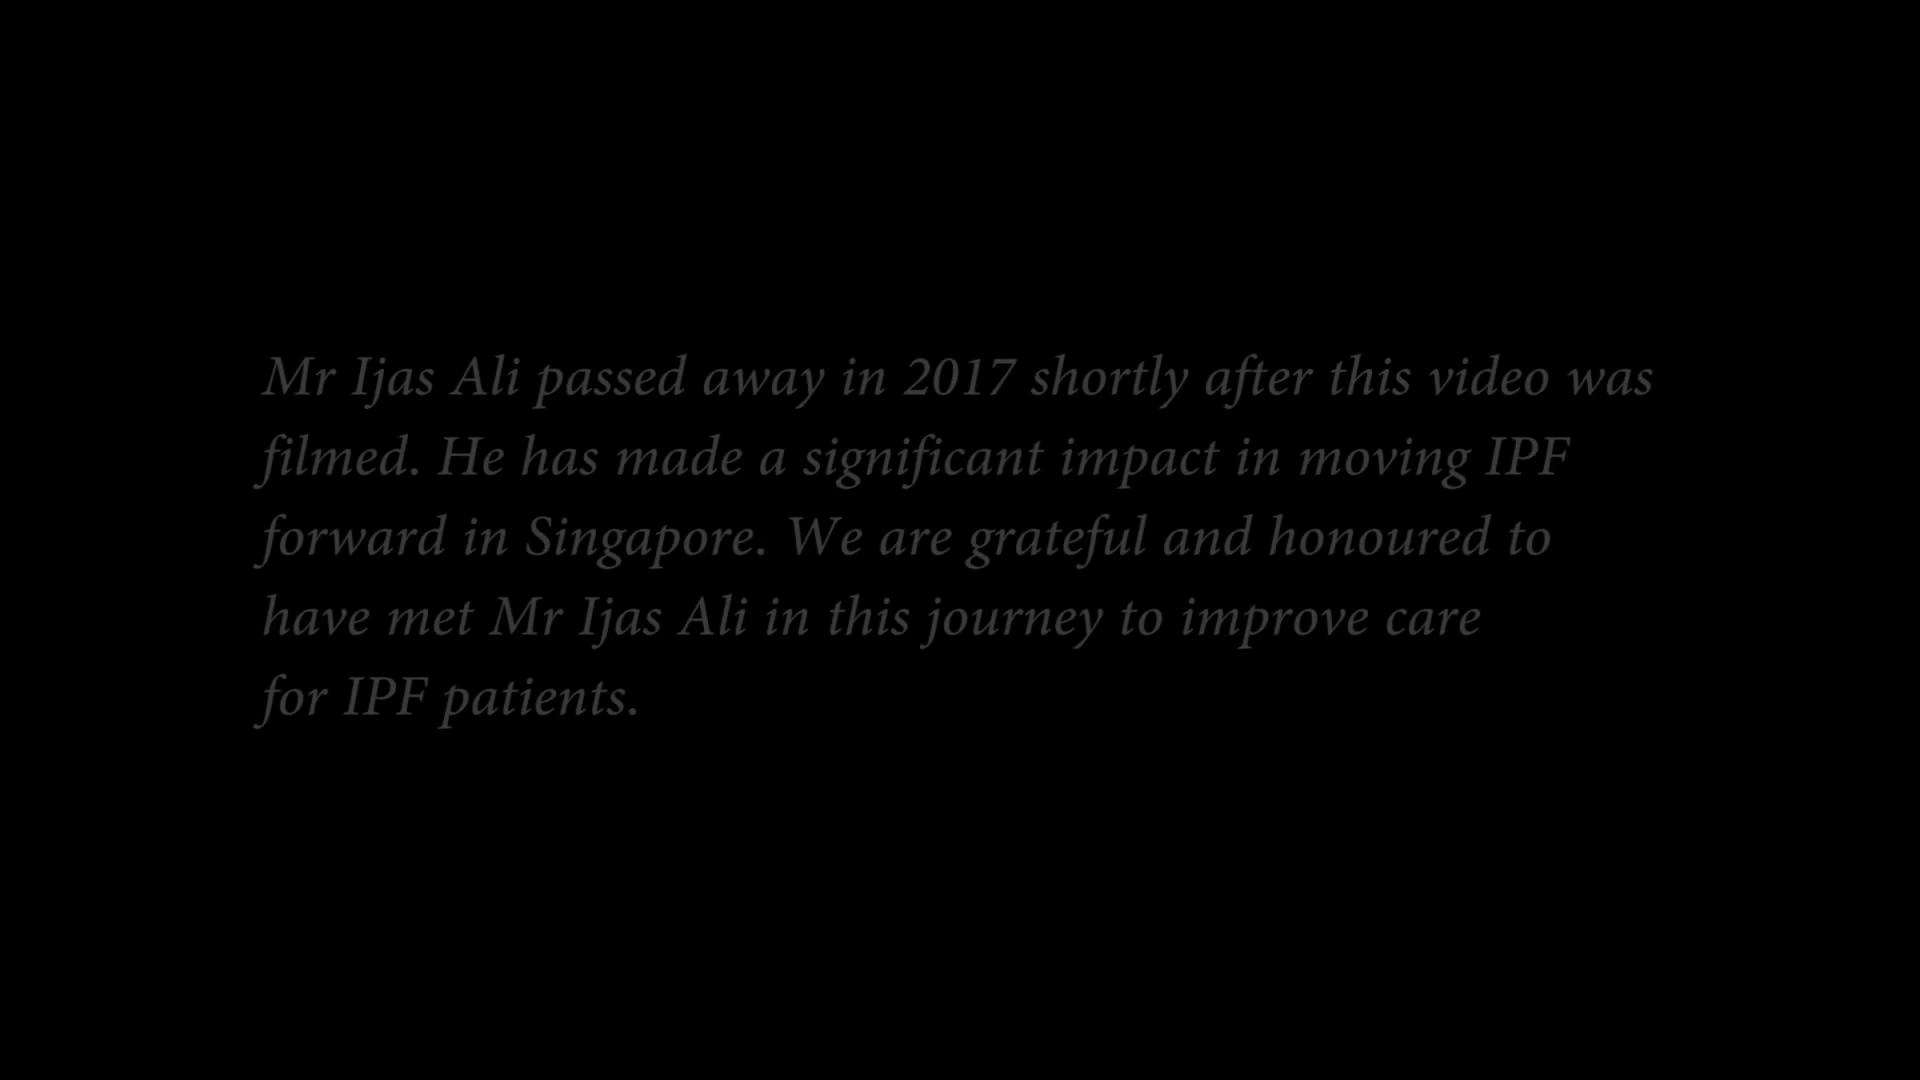 Mr Ijas Ali passed away in 2017 shortly after this video was
filmed. He has made a significant impact in moving IPF
forward in Singapore. We are grateful and honoured to
have met Mr Ijas Ali in this journey to improve care
for IPF patients.